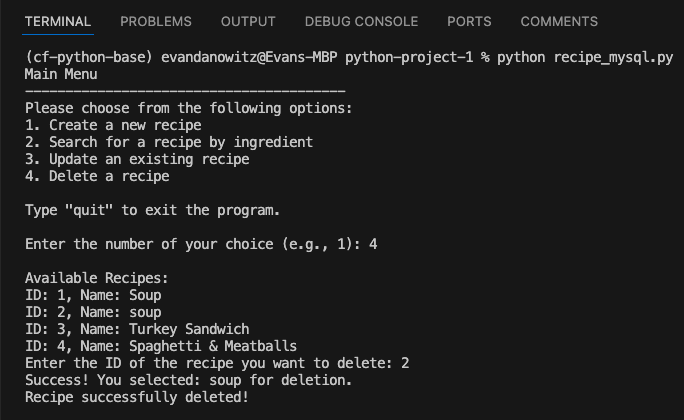 TERMINAL PROBLEMS OUTPUT DEBUG CONSOLE PORTS COMMENTS
(cf-python-base) evandanowitz@Evans-MBP python-project-1 % python recipe_mysql.py
Main Menu
----------------------------------------
Please choose from the following options:
1. Create a new recipe
2. Search for a recipe by ingredient
3. Update an existing recipe
4. Delete a recipe
Type "quit" to exit the program.
Enter the number of your choice (e.g., 1): 4
Available Recipes:
ID: 1, Name: Soup
ID: 2, Name: soup
ID: 3, Name: Turkey Sandwich
ID: 4, Name: Spaghetti & Meatballs
Enter the ID of the recipe you want to delete: 2
Success! You selected: soup for deletion.
Recipe successfully deleted!